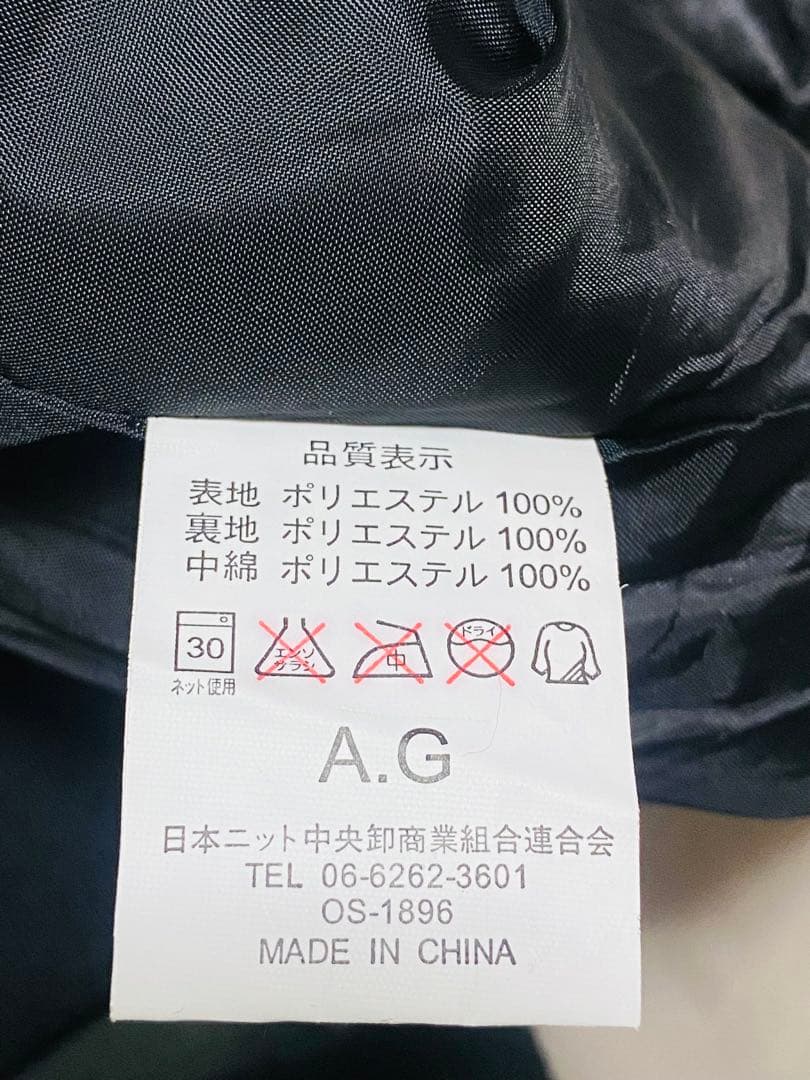 品質表示
表地 ポリエステル 100%
裏地 ポリエステル 100%
中綿 ポリエステル 100%
30 エンソサラシ 中 ドライ
ネット使用
A.G
日本ニット中央卸商業組合連合会
TEL 06-6262-3601
OS-1896
MADE IN CHINA